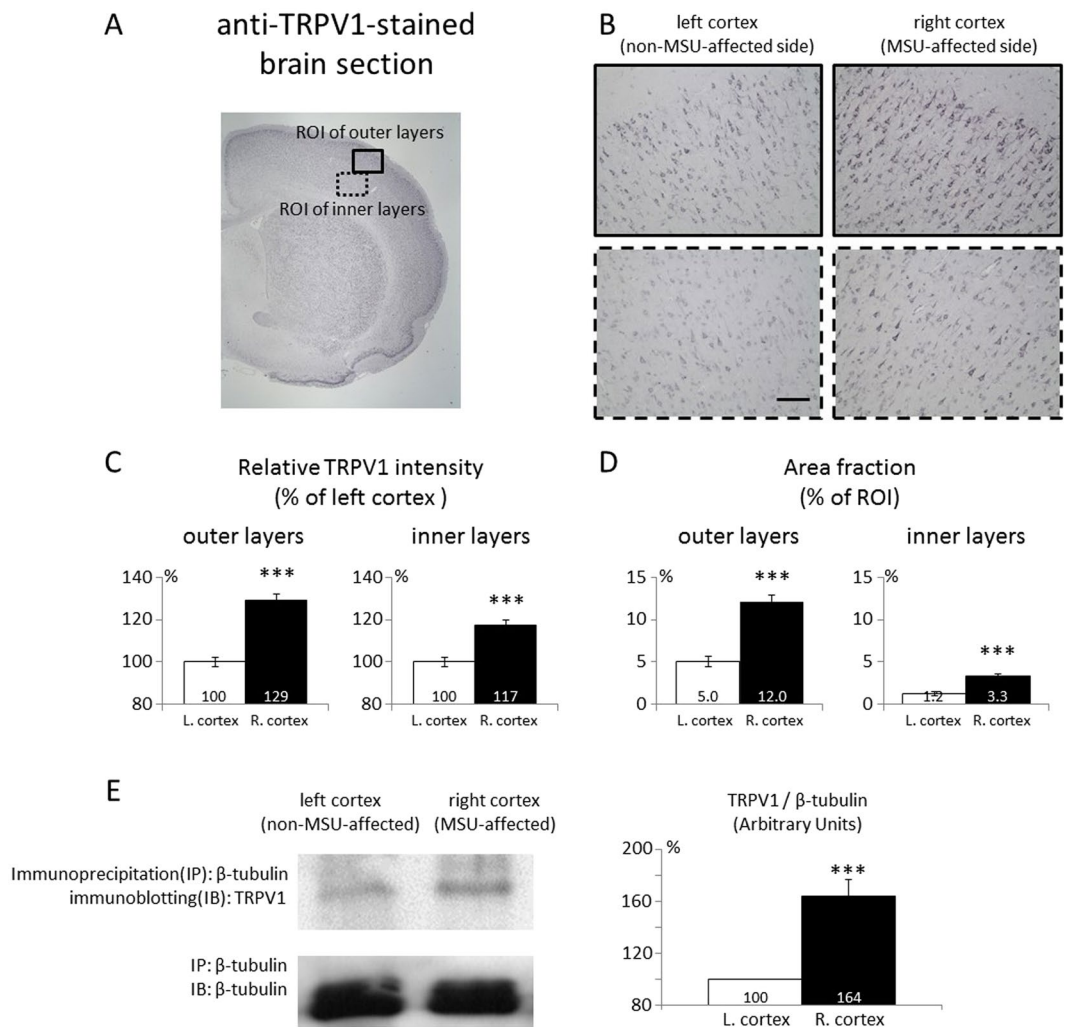 A
anti-TRPV1-stained
brain section
ROI of outer layers
ROI of inner layers
B
left cortex
(non-MSU-affected side)
right cortex
(MSU-affected side)
C
Relative TRPV1 intensity
(% of left cortex )
outer layers
140 % ***
120
100
80
100 129
L. cortex R. cortex
inner layers
140 %
***
120
100
80
100 117
L. cortex R. cortex
D
Area fraction
(% of ROI)
outer layers
15 % ***
10
5
0
5.0 12.0
L. cortex R. cortex
inner layers
15 %
10
***
5
0
1.2 3.3
L. cortex R. cortex
E
left cortex
(non-MSU-affected)
right cortex
(MSU-affected)
Immunoprecipitation(IP): β-tubulin
immunoblotting(IB): TRPV1
IP: β-tubulin
IB: β-tubulin
TRPV1 / β-tubulin
(Arbitrary Units)
200 %
***
160
120
80
100 164
L. cortex R. cortex